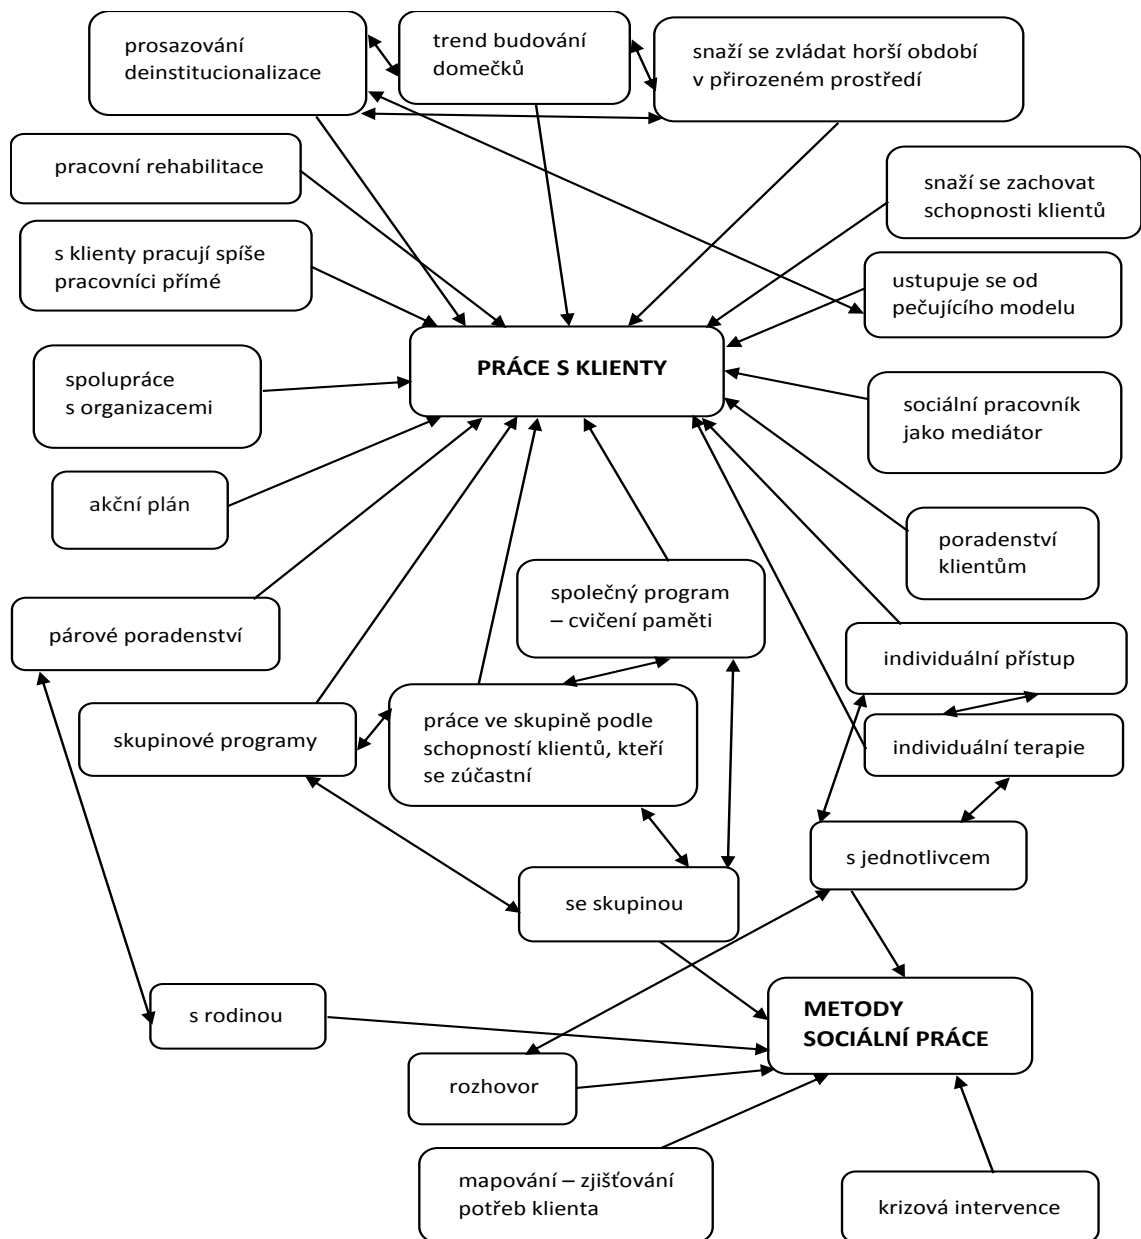 prosazování
deinstitucionalizace
trend budování
domečků
snaží se zvládat horší období
v přirozeném prostředí
pracovní rehabilitace
snaží se zachovat
schopnosti klientů
s klienty pracují spíše
pracovníci přímé
ustupuje se od
pečujícího modelu
PRÁCE S KLIENTY
spolupráce
s organizacemi
sociální pracovník
jako mediátor
akční plán
poradenství
klientům
společný program
– cvičení paměti
párové poradenství
individuální přístup
skupinové programy
práce ve skupině podle
schopností klientů, kteří
se zúčastní
individuální terapie
s jednotlivcem
se skupinou
s rodinou
METODY
SOCIÁLNÍ PRÁCE
rozhovor
mapování – zjišťování
potřeb klienta
krizová intervence